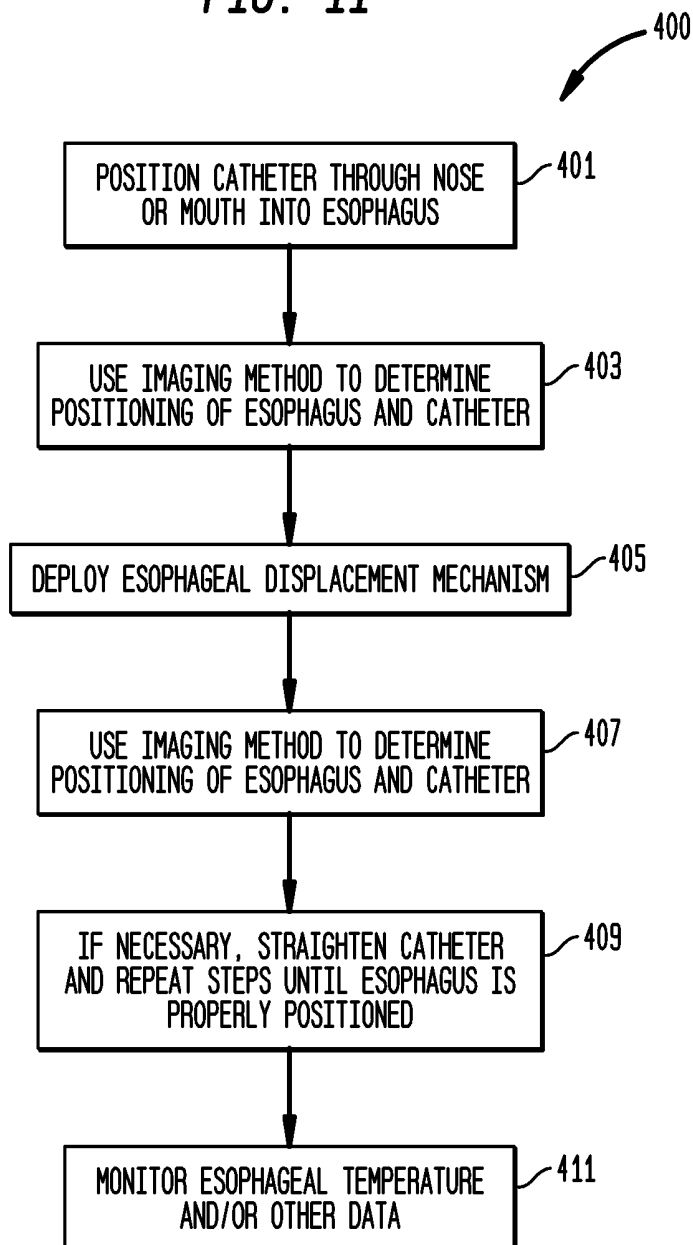 FIG. 11
400
POSITION CATHETER THROUGH NOSE
OR MOUTH INTO ESOPHAGUS
401
USE IMAGING METHOD TO DETERMINE
POSITIONING OF ESOPHAGUS AND CATHETER
403
DEPLOY ESOPHAGEAL DISPLACEMENT MECHANISM
405
USE IMAGING METHOD TO DETERMINE
POSITIONING OF ESOPHAGUS AND CATHETER
407
IF NECESSARY, STRAIGHTEN CATHETER
AND REPEAT STEPS UNTIL ESOPHAGUS IS
PROPERLY POSITIONED
409
MONITOR ESOPHAGEAL TEMPERATURE
AND/OR OTHER DATA
411